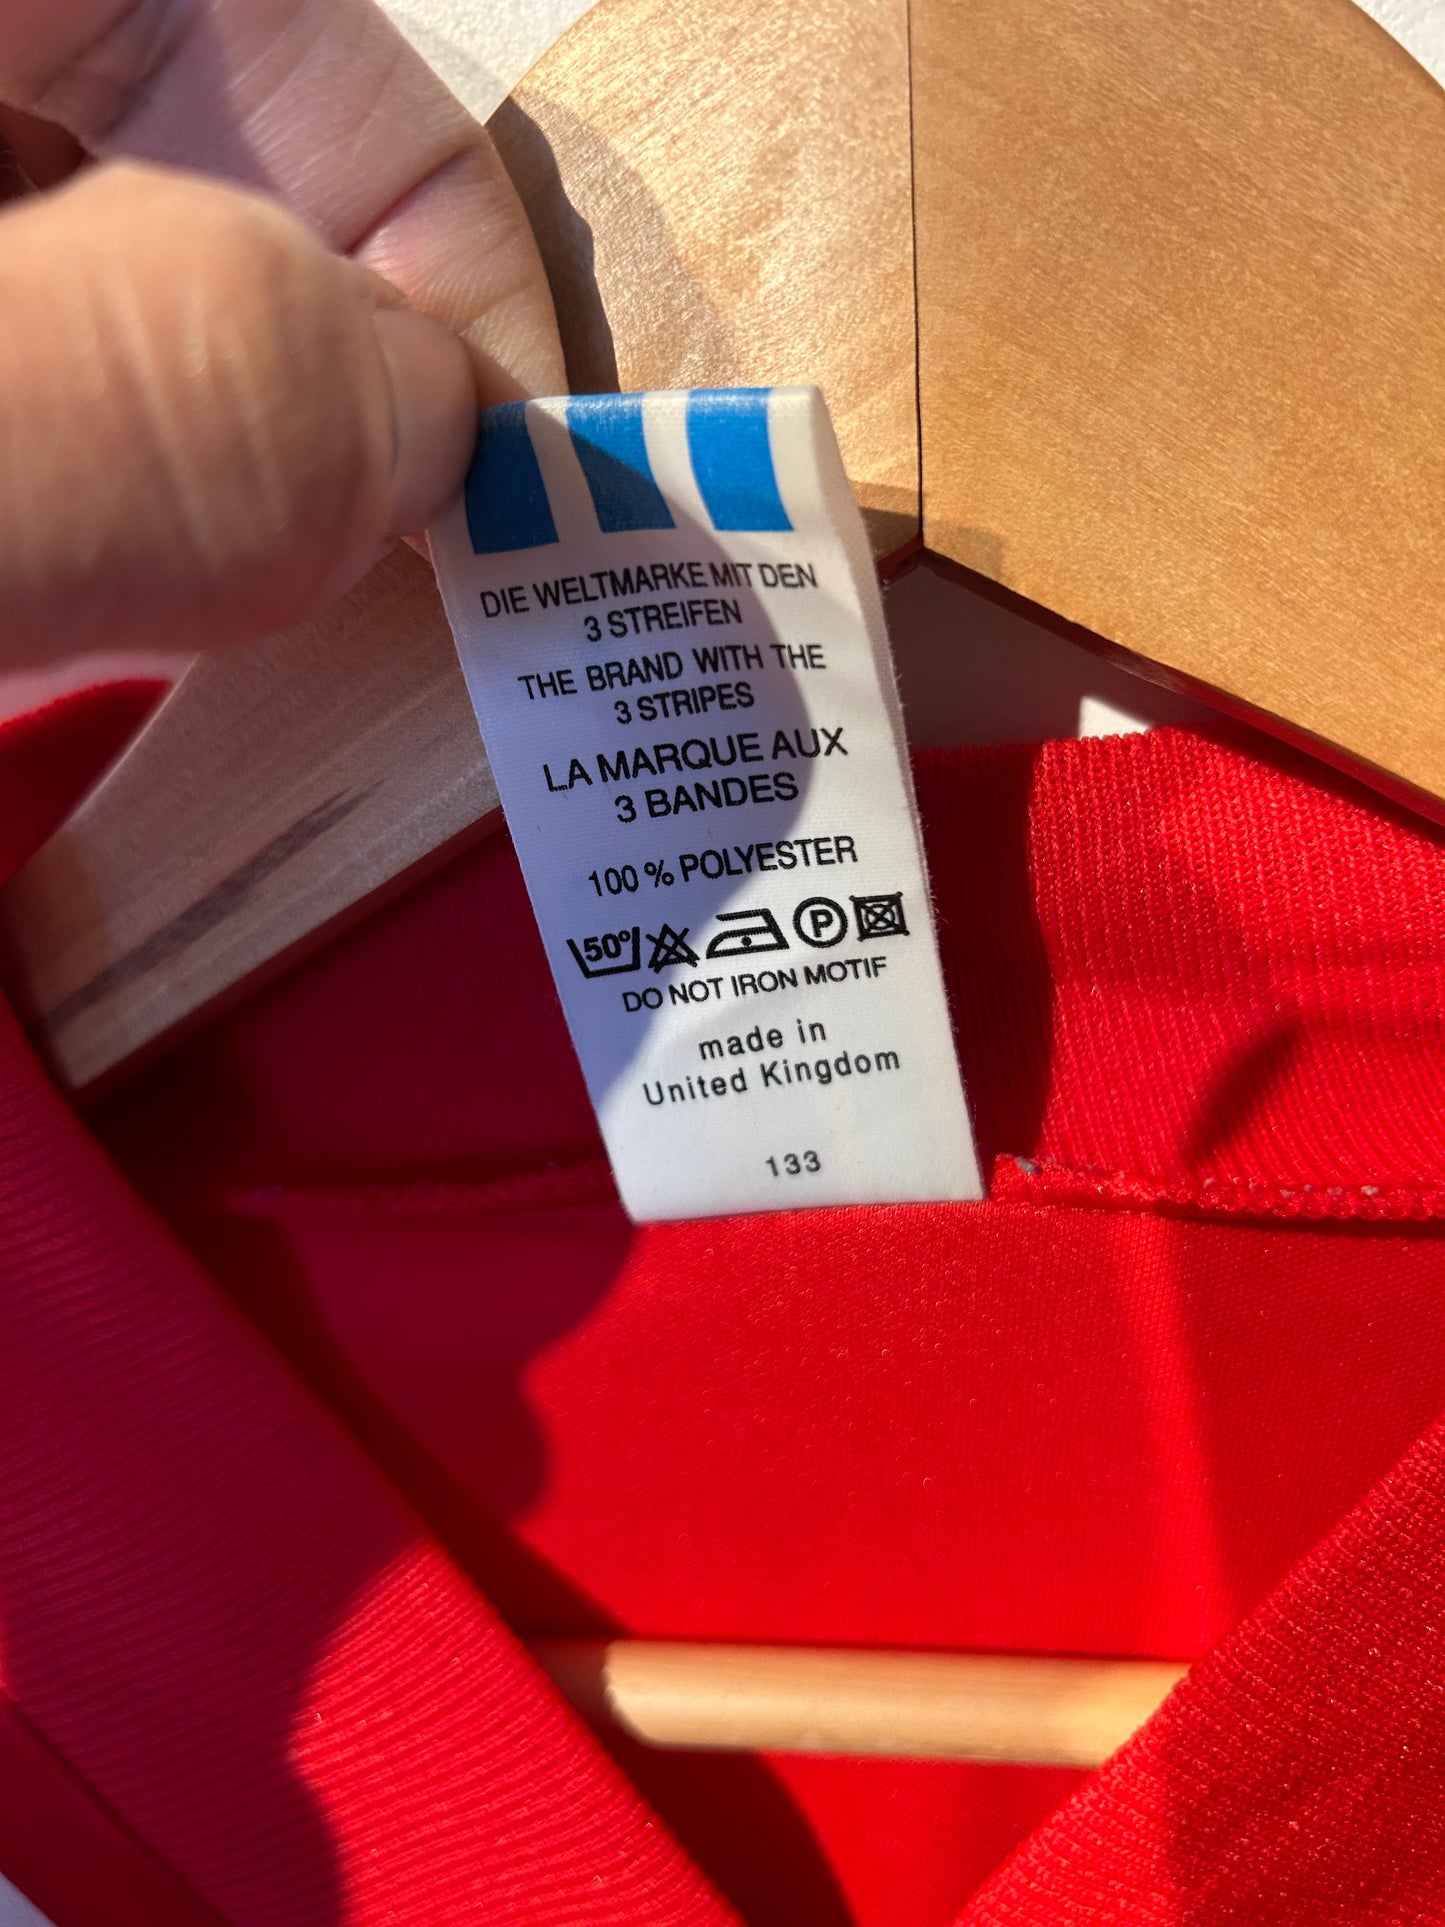 DIE WELTMARKE MIT DEN
3 STREIFEN
THE BRAND WITH THE
3 STRIPES
LA MARQUE AUX
3 BANDES
100 % POLYESTER
50° P
DO NOT IRON MOTIF
made in
United Kingdom
133